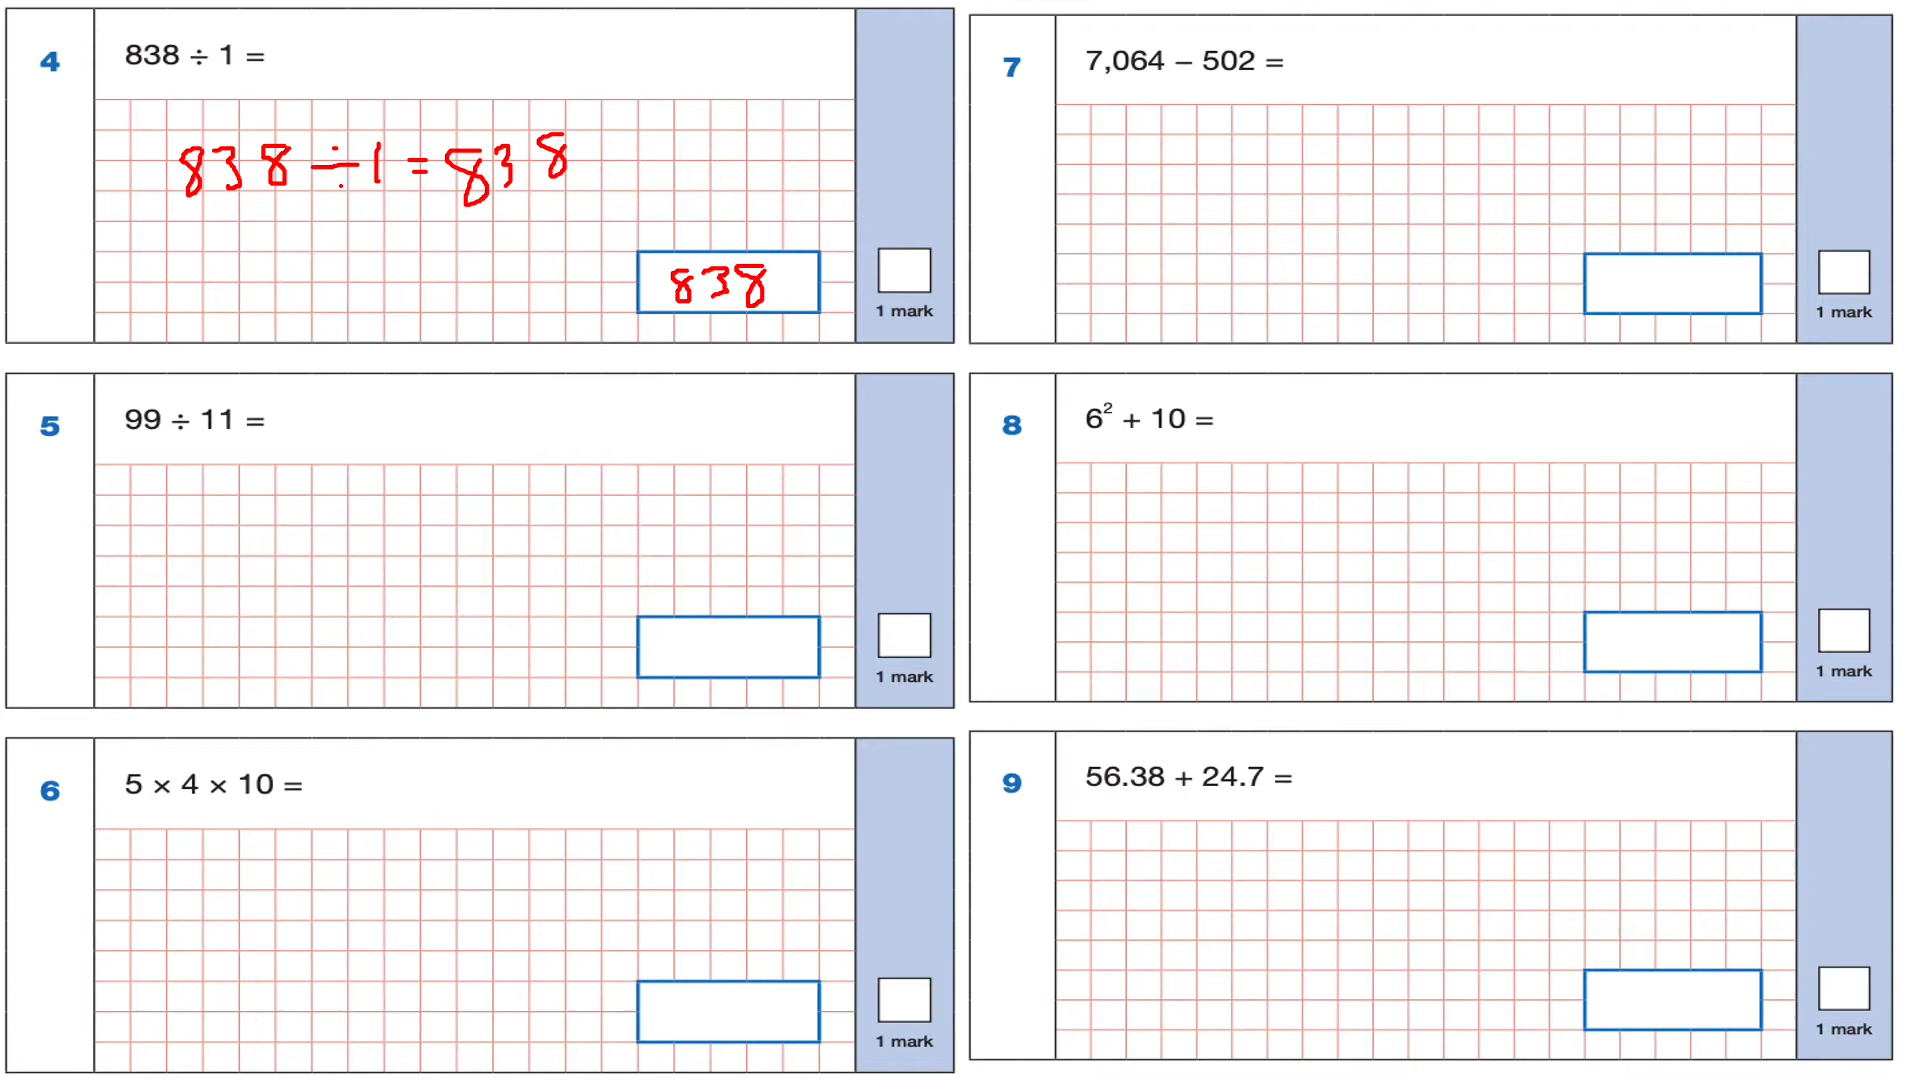 4
838 ÷ 1 =
838 ÷ 1 = 838
838
1 mark
5
99 ÷ 11 =
1 mark
6
5 × 4 × 10 =
1 mark
7
7,064 − 502 =
1 mark
8
6² + 10 =
1 mark
9
56.38 + 24.7 =
1 mark